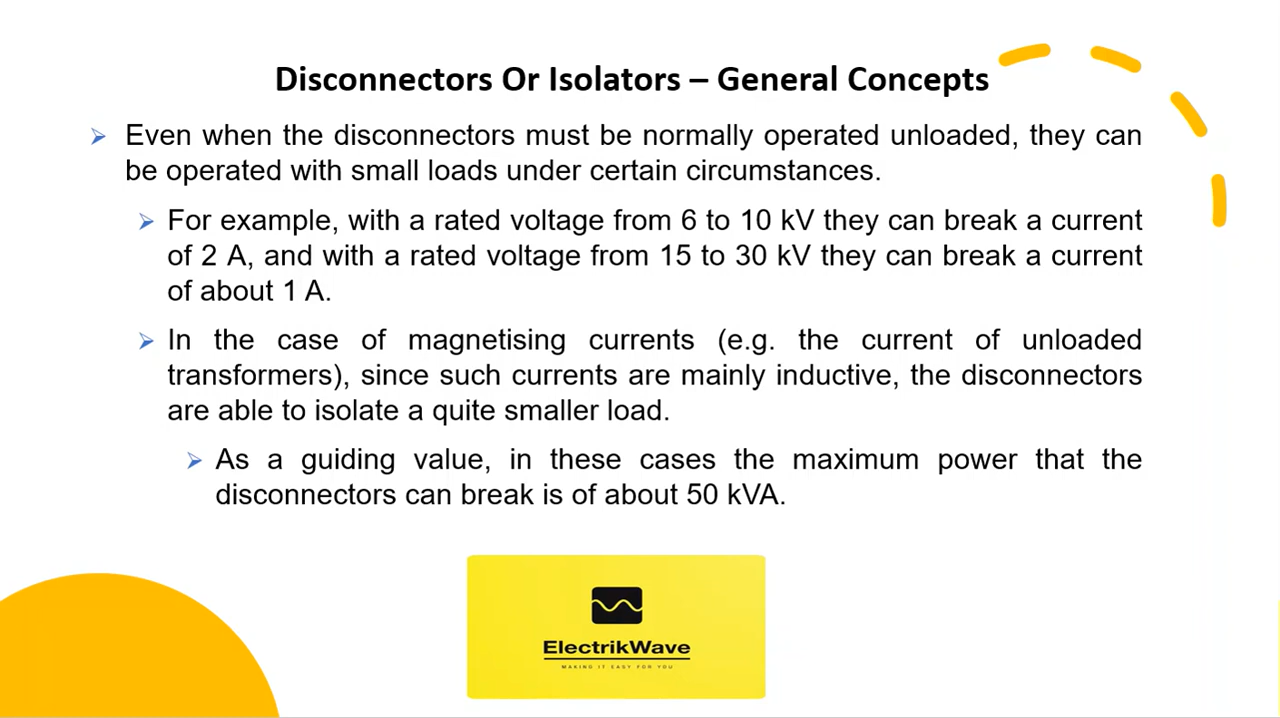 Disconnectors Or Isolators – General Concepts
Even when the disconnectors must be normally operated unloaded, they can
be operated with small loads under certain circumstances.
For example, with a rated voltage from 6 to 10 kV they can break a current
of 2 A, and with a rated voltage from 15 to 30 kV they can break a current
of about 1 A.
In the case of magnetising currents (e.g. the current of unloaded
transformers), since such currents are mainly inductive, the disconnectors
are able to isolate a quite smaller load.
As a guiding value, in these cases the maximum power that the
disconnectors can break is of about 50 kVA.
ElectrikWave
MAKING IT EASY FOR YOU